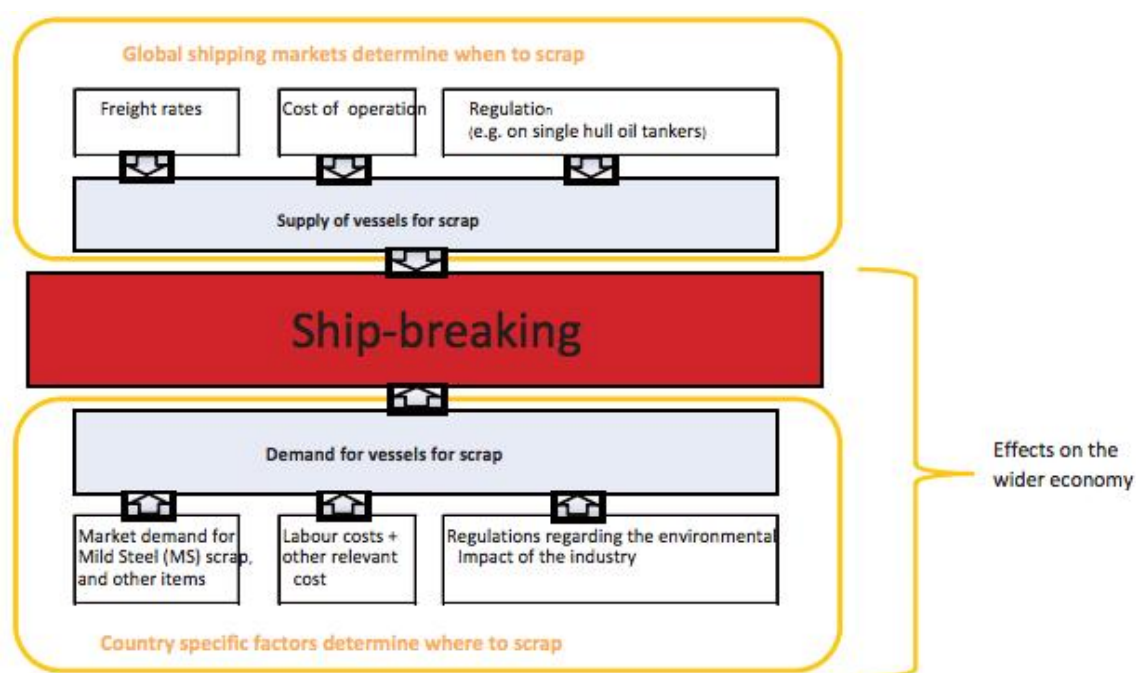 Global shipping markets determine when to scrap
Freight rates
Cost of operation
Regulation
(e.g. on single hull oil tankers)
Supply of vessels for scrap
Ship-breaking
Demand for vessels for scrap
Effects on the
wider economy
Market demand for
Mild Steel (MS) scrap,
and other items
Labour costs +
other relevant
cost
Regulations regarding the environmental
Impact of the industry
Country specific factors determine where to scrap